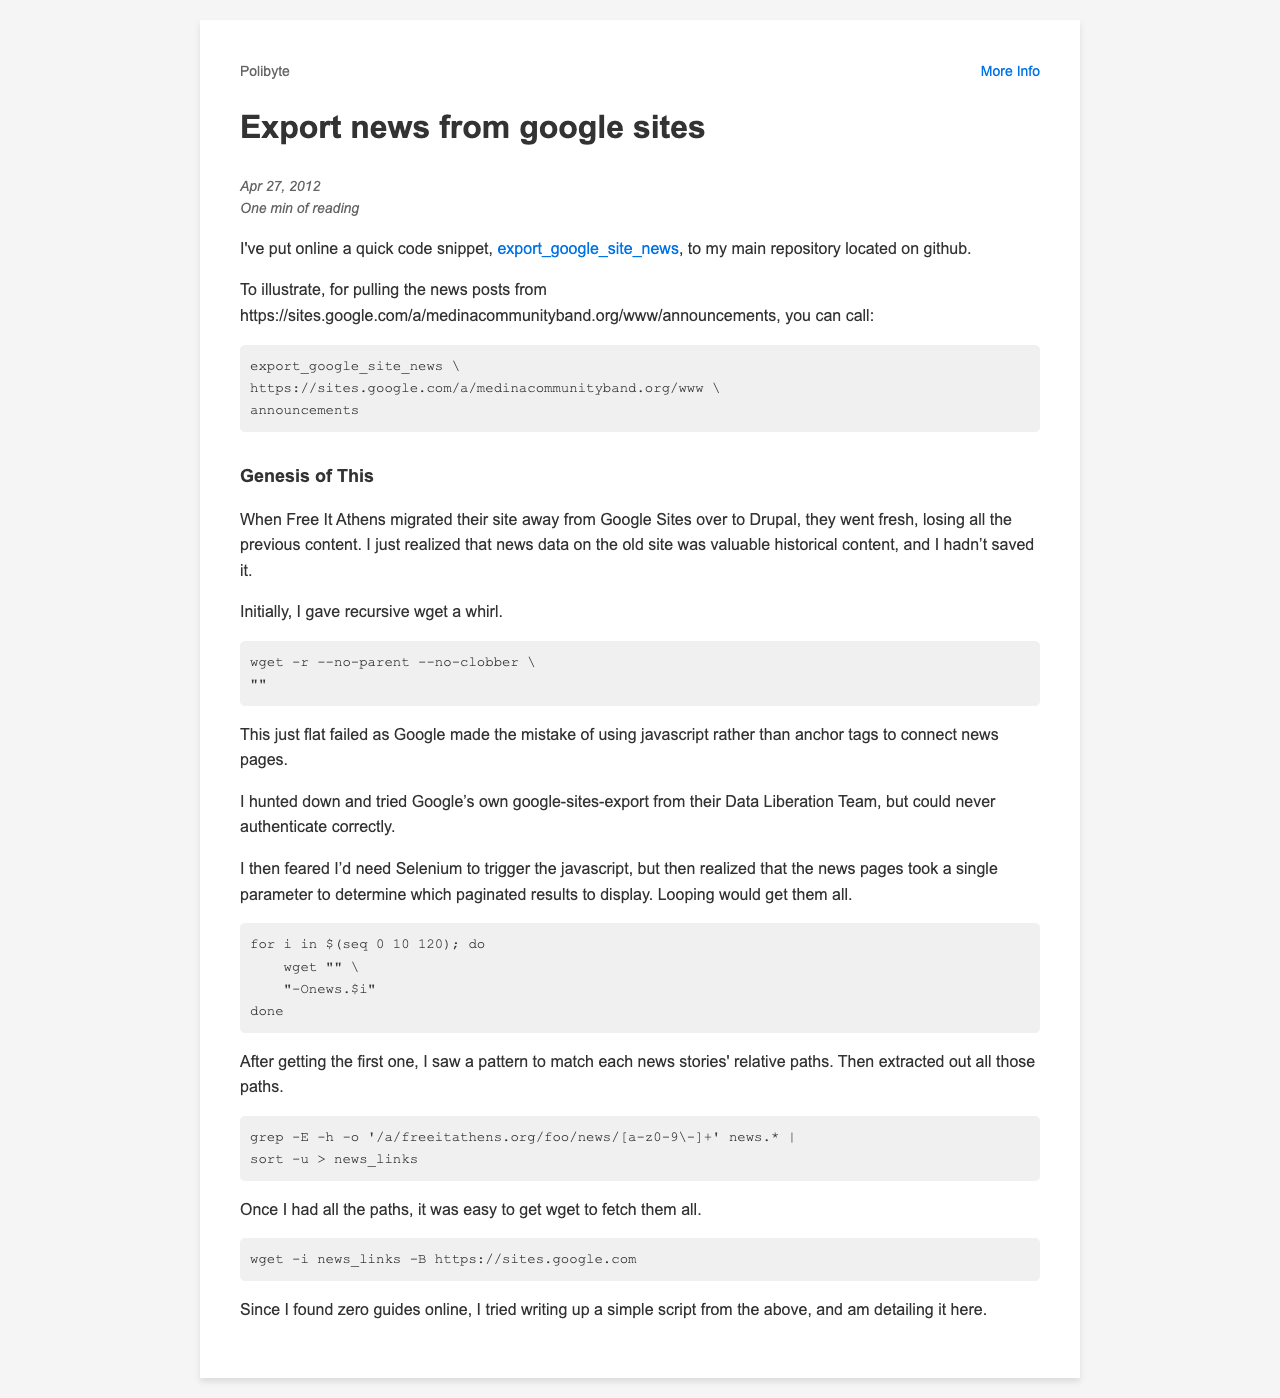 Polibyte
More Info
Export news from google sites
Apr 27, 2012
One min of reading
I've put online a quick code snippet, export_google_site_news, to my main repository located on github.
To illustrate, for pulling the news posts from
https://sites.google.com/a/medinacommunityband.org/www/announcements, you can call:
export_google_site_news \
https://sites.google.com/a/medinacommunityband.org/www \
announcements
Genesis of This
When Free It Athens migrated their site away from Google Sites over to Drupal, they went fresh, losing all the
previous content. I just realized that news data on the old site was valuable historical content, and I hadn’t saved
it.
Initially, I gave recursive wget a whirl.
wget -r --no-parent --no-clobber \
""
This just flat failed as Google made the mistake of using javascript rather than anchor tags to connect news
pages.
I hunted down and tried Google’s own google-sites-export from their Data Liberation Team, but could never
authenticate correctly.
I then feared I’d need Selenium to trigger the javascript, but then realized that the news pages took a single
parameter to determine which paginated results to display. Looping would get them all.
for i in $(seq 0 10 120); do
    wget "" \
    "-Onews.$i"
done
After getting the first one, I saw a pattern to match each news stories' relative paths. Then extracted out all those
paths.
grep -E -h -o '/a/freeitathens.org/foo/news/[a-z0-9\-]+' news.* |
sort -u > news_links
Once I had all the paths, it was easy to get wget to fetch them all.
wget -i news_links -B https://sites.google.com
Since I found zero guides online, I tried writing up a simple script from the above, and am detailing it here.